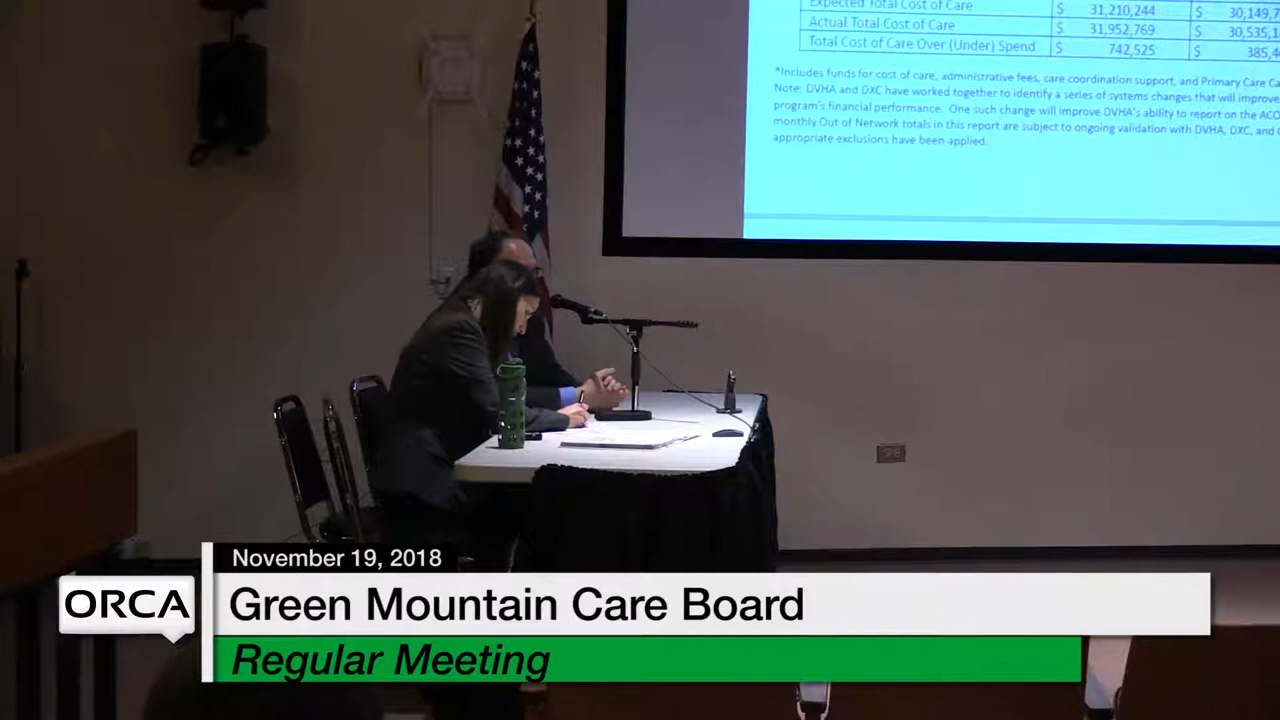 Expected Total Cost of Care $ 31,210,244 $ 30,149,7
Actual Total Cost of Care $ 31,952,769 $ 30,535,1
Total Cost of Care Over (Under) Spend $ 742,525 $ 385,4
*Includes funds for cost of care, administrative fees, care coordination support, and Primary Care Ca
Note: DVHA and DXC have worked together to identify a series of systems changes that will improve
program's financial performance. One such change will improve DVHA's ability to report on the ACO
monthly Out of Network totals in this report are subject to ongoing validation with DVHA, DXC, and
appropriate exclusions have been applied.
November 19, 2018
ORCA
Green Mountain Care Board
Regular Meeting